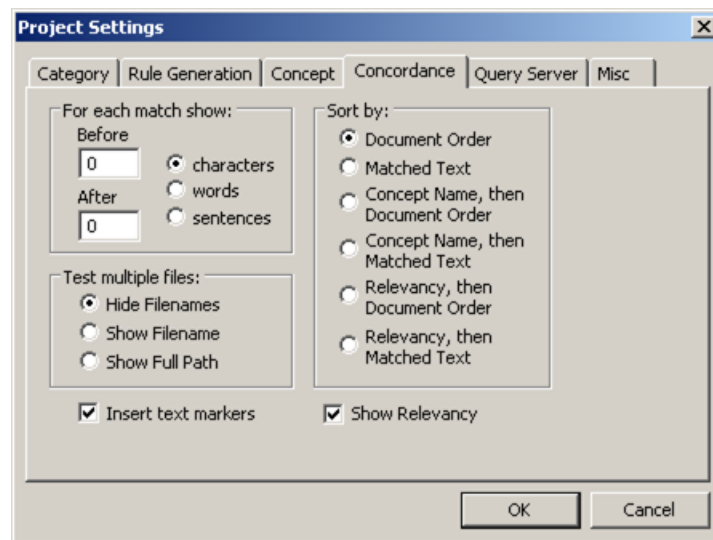 Project Settings
Category Rule Generation Concept Concordance Query Server Misc
For each match show:
Before
0
characters
words
After
0
sentences
Test multiple files:
Hide Filenames
Show Filename
Show Full Path
Insert text markers
Sort by:
Document Order
Matched Text
Concept Name, then
Document Order
Concept Name, then
Matched Text
Relevancy, then
Document Order
Relevancy, then
Matched Text
Show Relevancy
OK Cancel